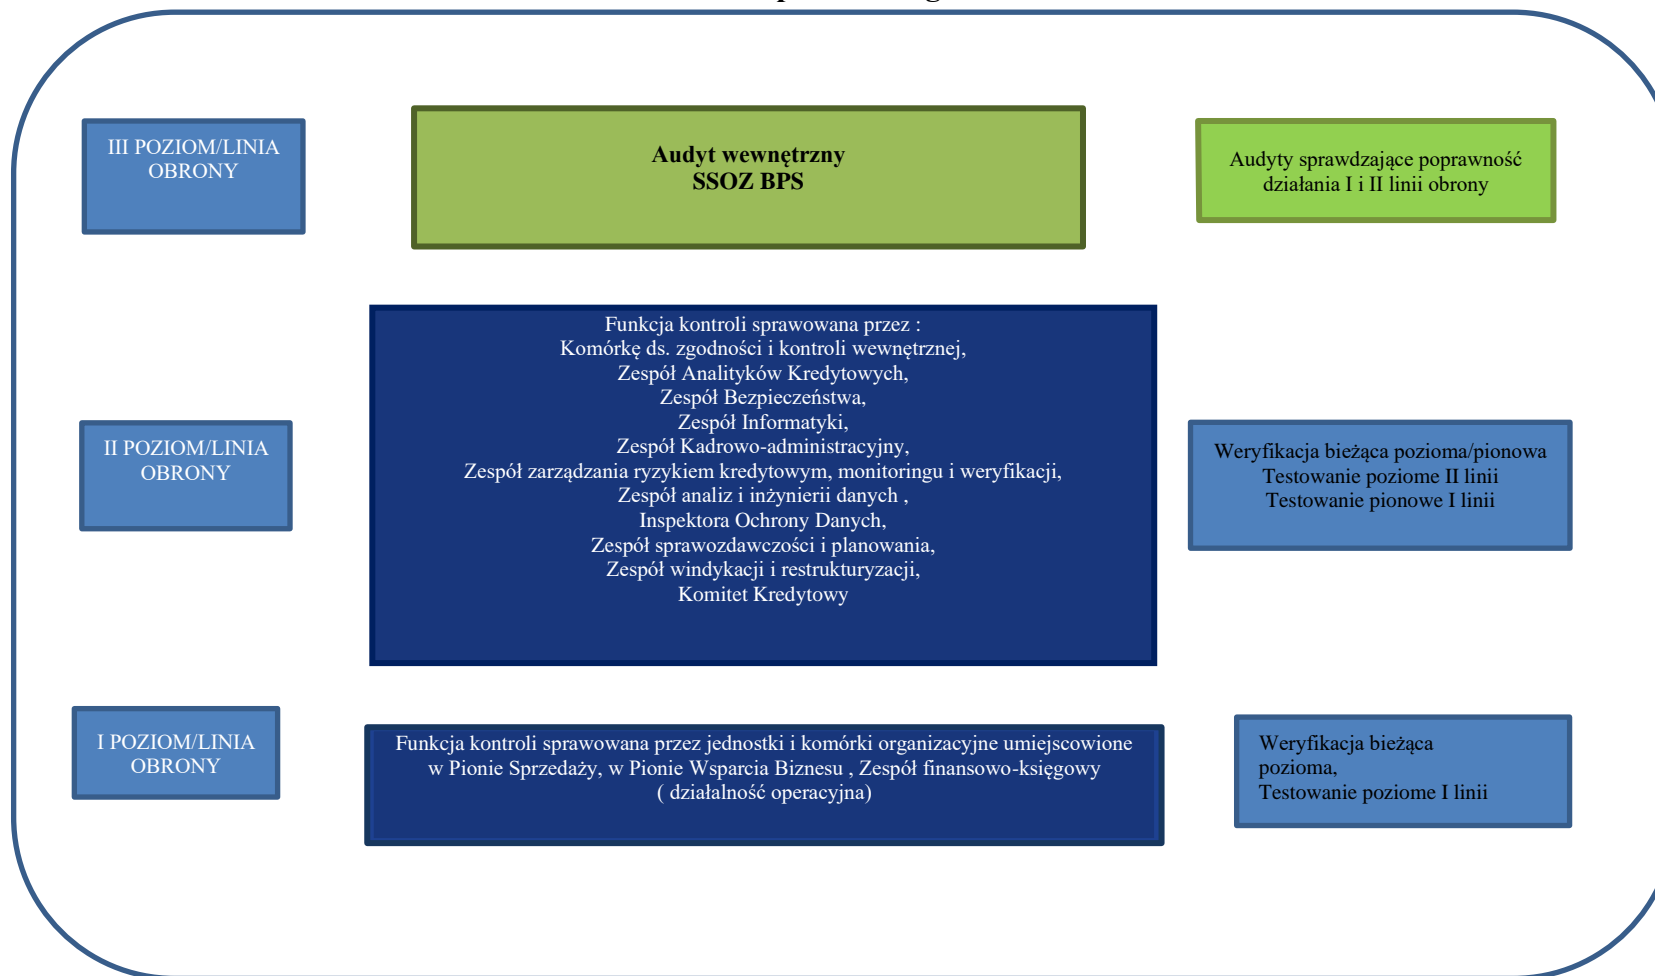 III POZIOM/LINIA
OBRONY
Audyt wewnętrzny
SSOZ BPS
Audyty sprawdzające poprawność
działania I i II linii obrony
II POZIOM/LINIA
OBRONY
Funkcja kontroli sprawowana przez :
Komórkę ds. zgodności i kontroli wewnętrznej,
Zespół Analityków Kredytowych,
Zespół Bezpieczeństwa,
Zespół Informatyki,
Zespół Kadrowo-administracyjny,
Zespół zarządzania ryzykiem kredytowym, monitoringu i weryfikacji,
Zespół analiz i inżynierii danych ,
Inspektora Ochrony Danych,
Zespół sprawozdawczości i planowania,
Zespół windykacji i restrukturyzacji,
Komitet Kredytowy
Weryfikacja bieżąca pozioma/pionowa
Testowanie poziome II linii
Testowanie pionowe I linii
I POZIOM/LINIA
OBRONY
Funkcja kontroli sprawowana przez jednostki i komórki organizacyjne umiejscowione
w Pionie Sprzedaży, w Pionie Wsparcia Biznesu , Zespół finansowo-księgowy
( działalność operacyjna)
Weryfikacja bieżąca
pozioma,
Testowanie poziome I linii